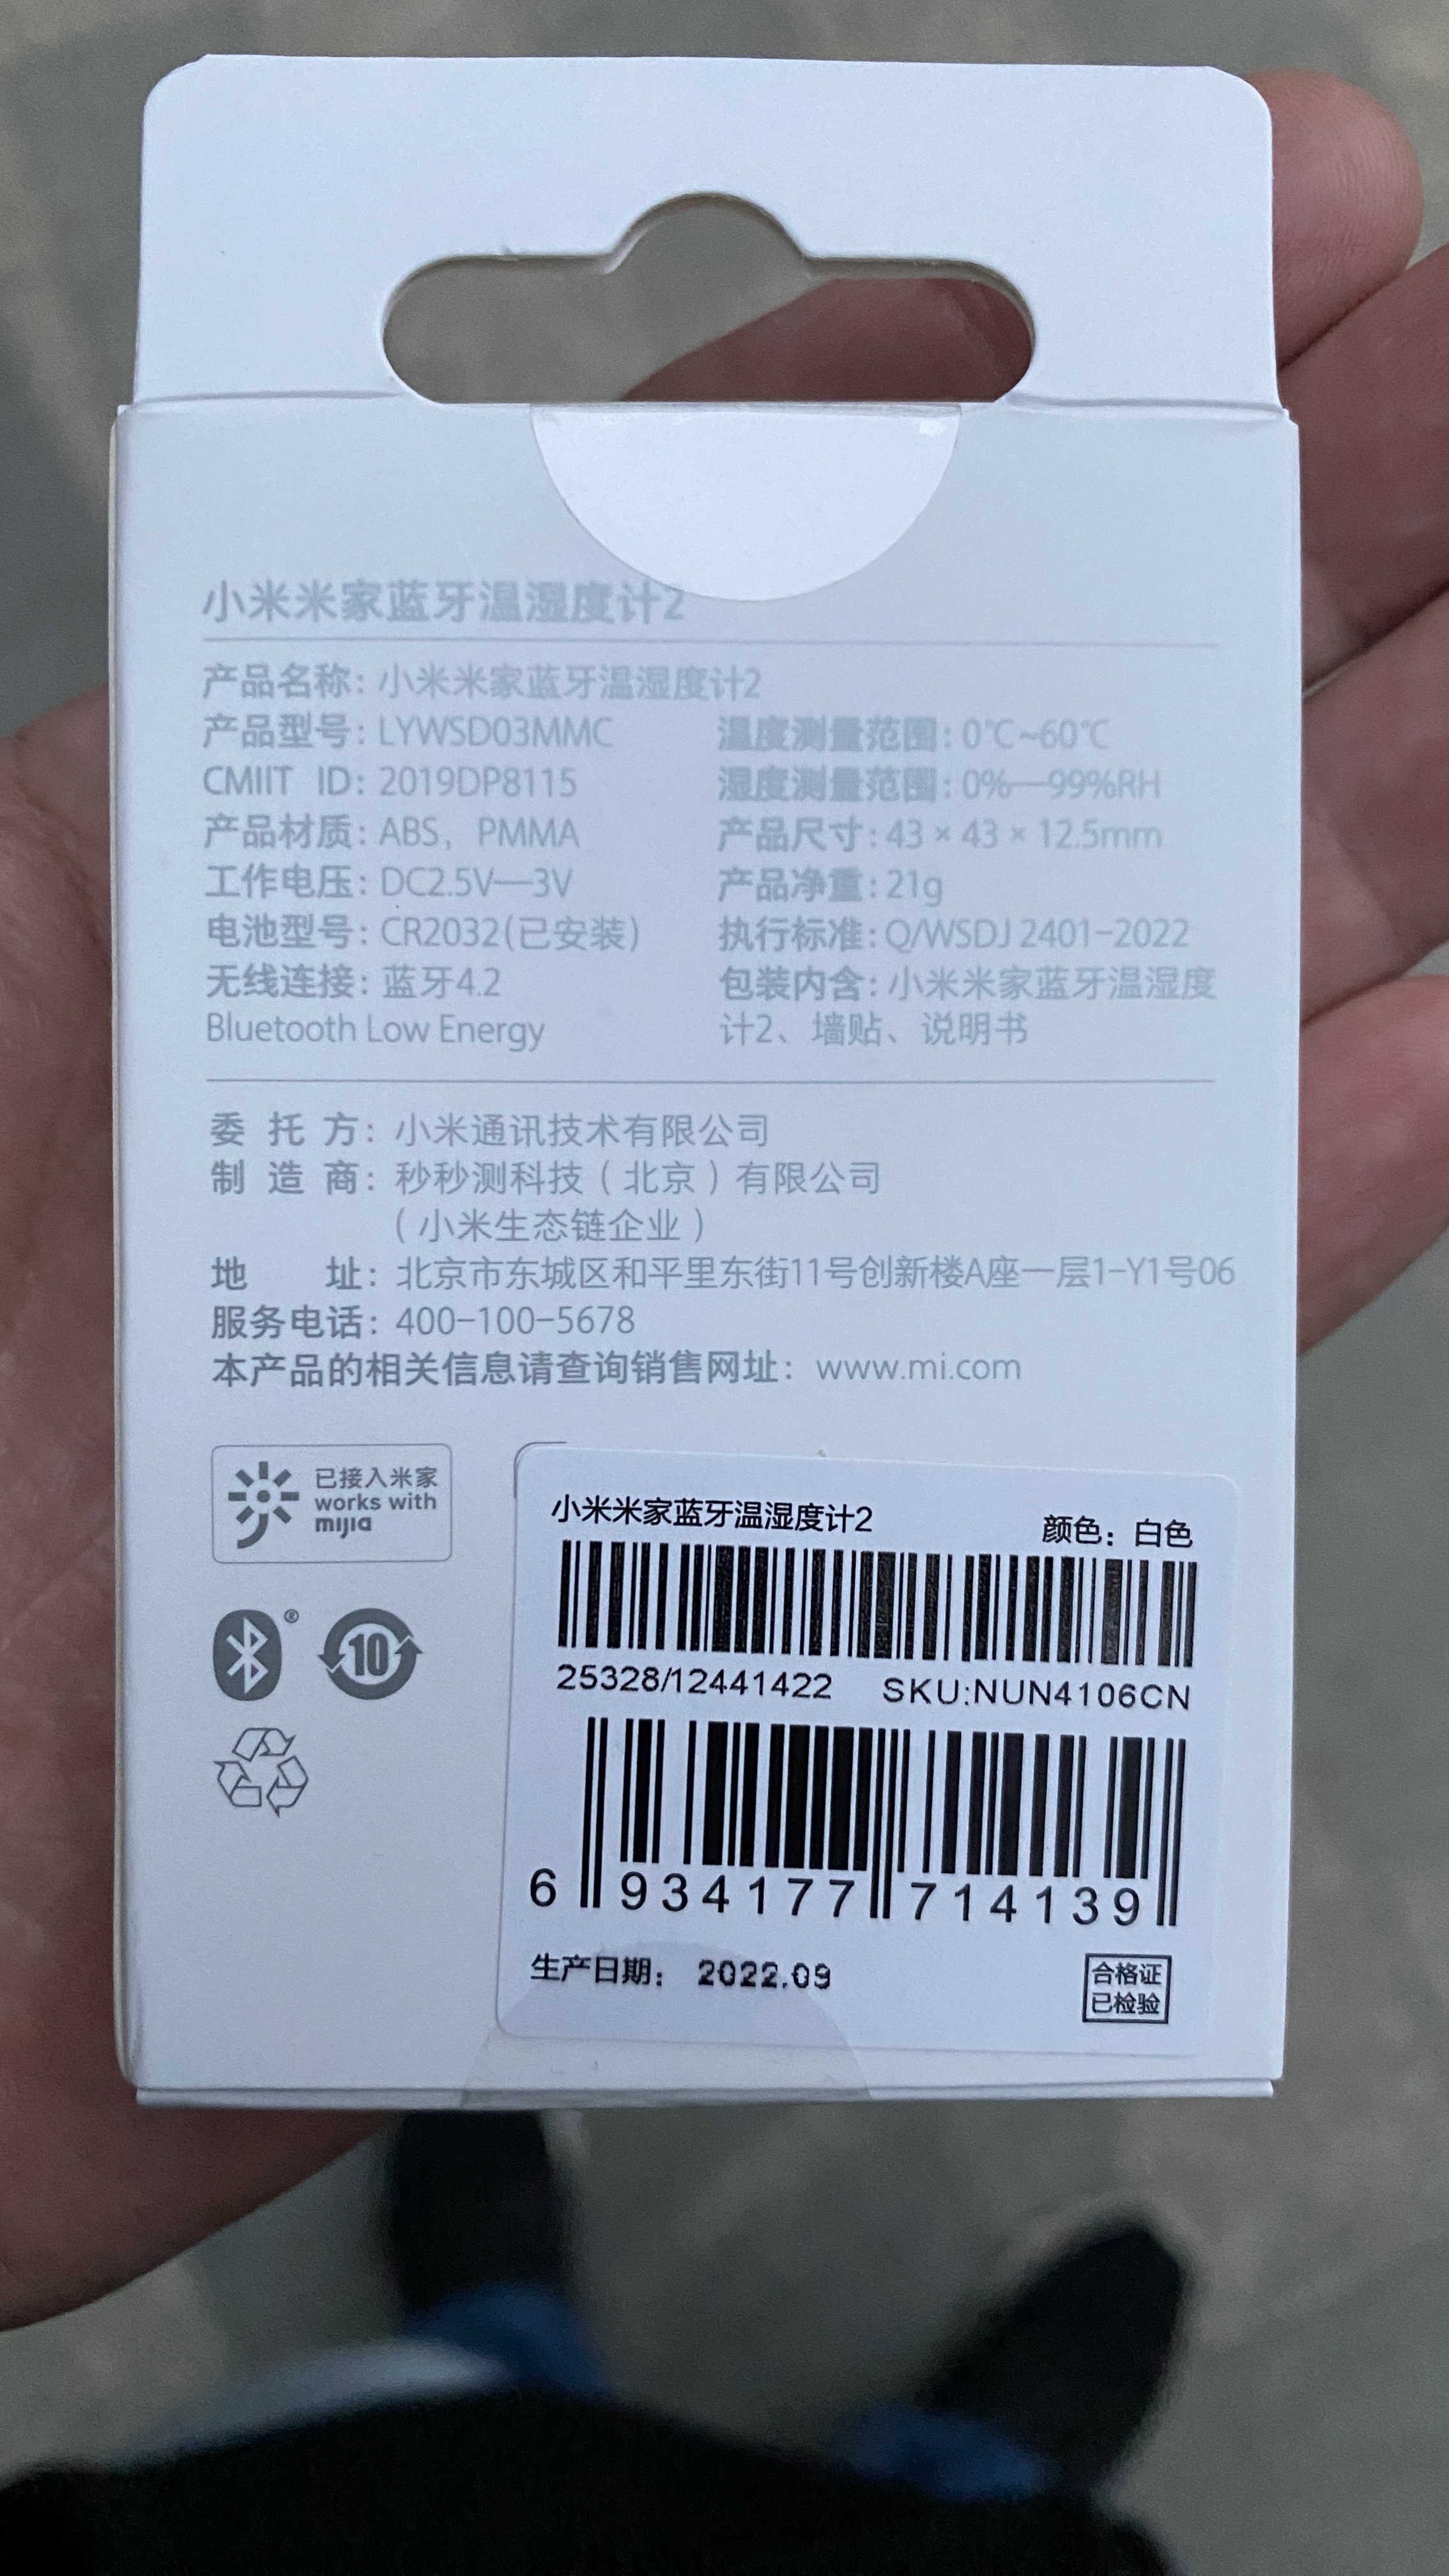 小米米家蓝牙温湿度计2
产品名称：小米米家蓝牙温湿度计2
产品型号：LYWSD03MMC
CMIIT ID：2019DP8115
产品材质：ABS，PMMA
工作电压：DC2.5V—3V
电池型号：CR2032(已安装)
无线连接：蓝牙4.2
Bluetooth Low Energy
温度测量范围：0℃~60℃
湿度测量范围：0%—99%RH
产品尺寸：43 × 43 × 12.5mm
产品净重：21g
执行标准：Q/WSDJ 2401-2022
包装内含：小米米家蓝牙温湿度
计2、墙贴、说明书
委托方：小米通讯技术有限公司
制造商：秒秒测科技（北京）有限公司
（小米生态链企业）
地址：北京市东城区和平里东街11号创新楼A座一层1-Y1号06
服务电话：400-100-5678
本产品的相关信息请查询销售网址：www.mi.com
已接入米家
works with
mijia
®
10
小米米家蓝牙温湿度计2 颜色：白色
25328/12441422 SKU:NUN4106CN
6 934177 714139
生产日期： 2022.09
合格证
已检验